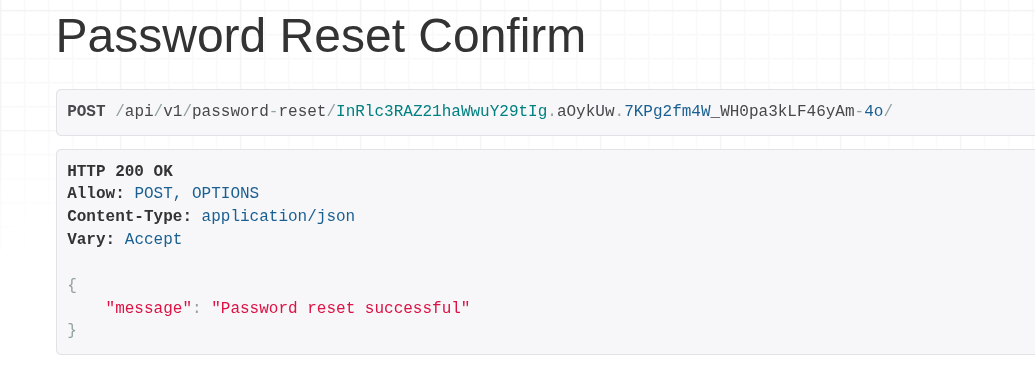 Password Reset Confirm
POST /api/v1/password-reset/InRlc3RAZ21haWwuY29tIg.aOykUw.7KPg2fm4W_WH0pa3kLF46yAm-4o/
HTTP 200 OK
Allow: POST, OPTIONS
Content-Type: application/json
Vary: Accept
{
    "message": "Password reset successful"
}